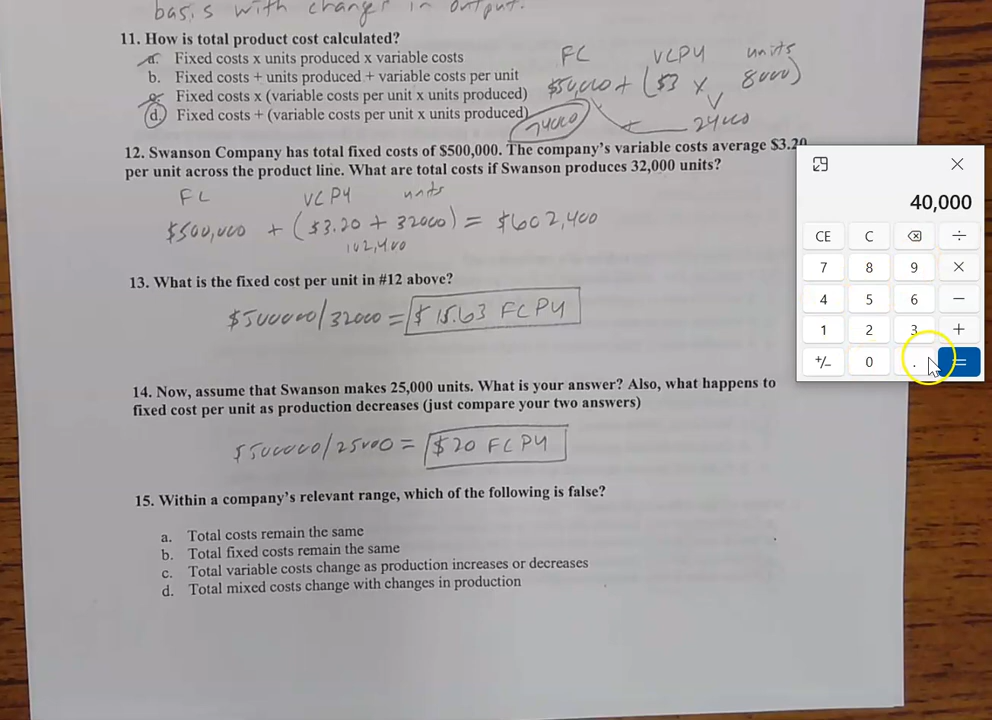 basis with changes in output.
11. How is total product cost calculated?
a. Fixed costs x units produced x variable costs
b. Fixed costs + units produced + variable costs per unit
c. Fixed costs x (variable costs per unit x units produced)
d. Fixed costs + (variable costs per unit x units produced)
FC VCPU units
$50,000 + ($3 x 8000)
74000 + 24000
12. Swanson Company has total fixed costs of $500,000. The company's variable costs average $3.20
per unit across the product line. What are total costs if Swanson produces 32,000 units?
FC VCPU units
$500,000 + ($3.20 + 32000) = $602,400
102,400
13. What is the fixed cost per unit in #12 above?
$500000/32000 = $15.63 FCPU
14. Now, assume that Swanson makes 25,000 units. What is your answer? Also, what happens to
fixed cost per unit as production decreases (just compare your two answers)
$500000/25000 = $20 FCPU
15. Within a company's relevant range, which of the following is false?
a. Total costs remain the same
b. Total fixed costs remain the same
c. Total variable costs change as production increases or decreases
d. Total mixed costs change with changes in production
40,000
CE C ÷
7 8 9 ×
4 5 6 −
1 2 3 +
+/- 0 . =